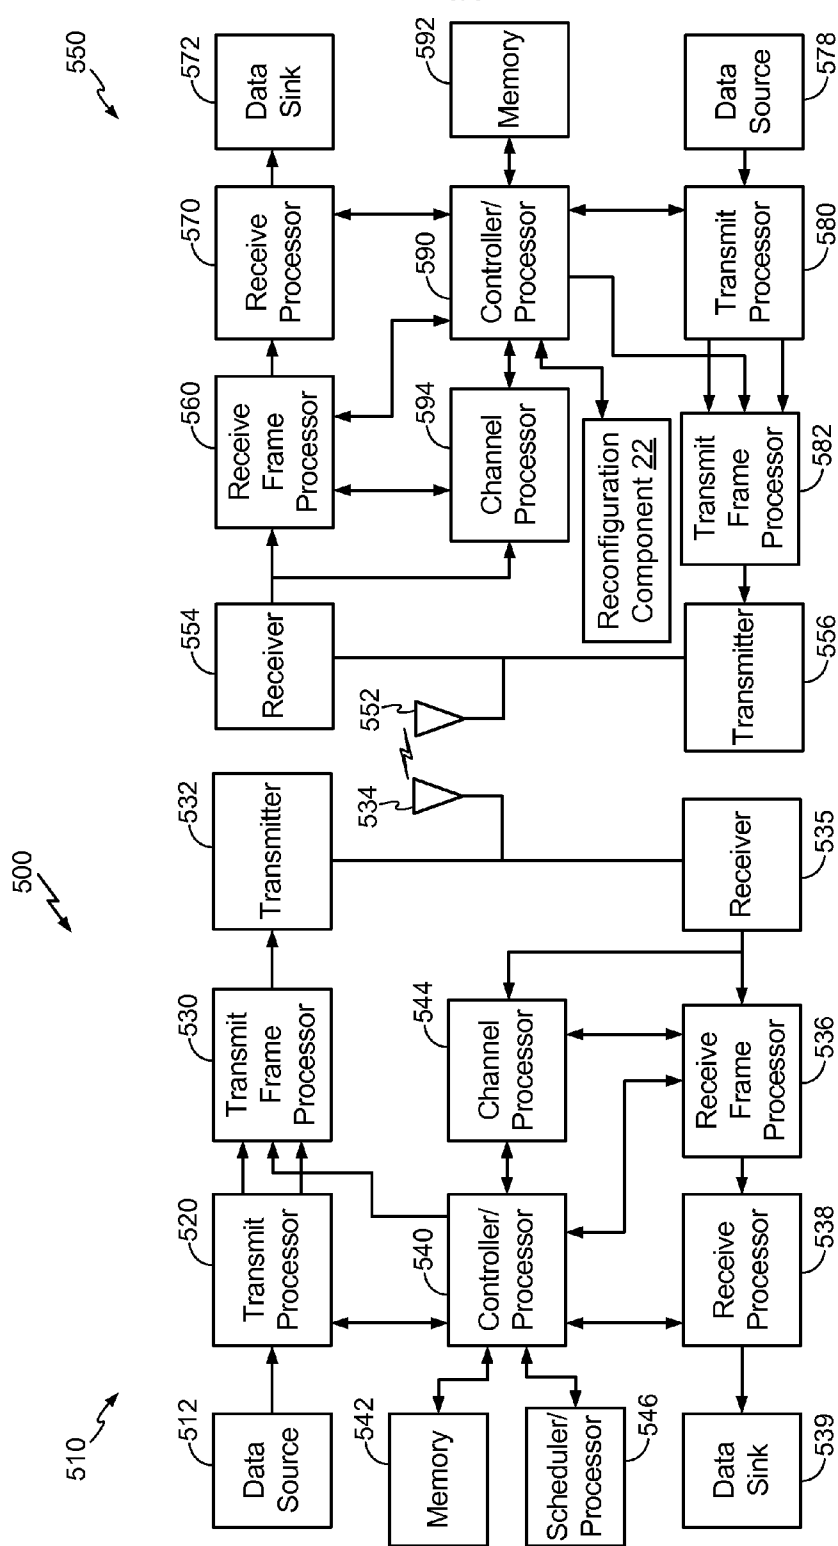 500
510
550
512
Data
Source
520
Transmit
Processor
530
Transmit
Frame
Processor
532
Transmitter
554
Receiver
560
Receive
Frame
Processor
570
Receive
Processor
572
Data
Sink
534
552
542
Memory
540
Controller/
Processor
544
Channel
Processor
594
Channel
Processor
590
Controller/
Processor
592
Memory
Scheduler/
Processor
546
Reconfiguration
Component 22
Data
Sink
539
Receive
Processor
538
Receive
Frame
Processor
536
Receiver
535
Transmitter
556
Transmit
Frame
Processor
582
Transmit
Processor
580
Data
Source
578